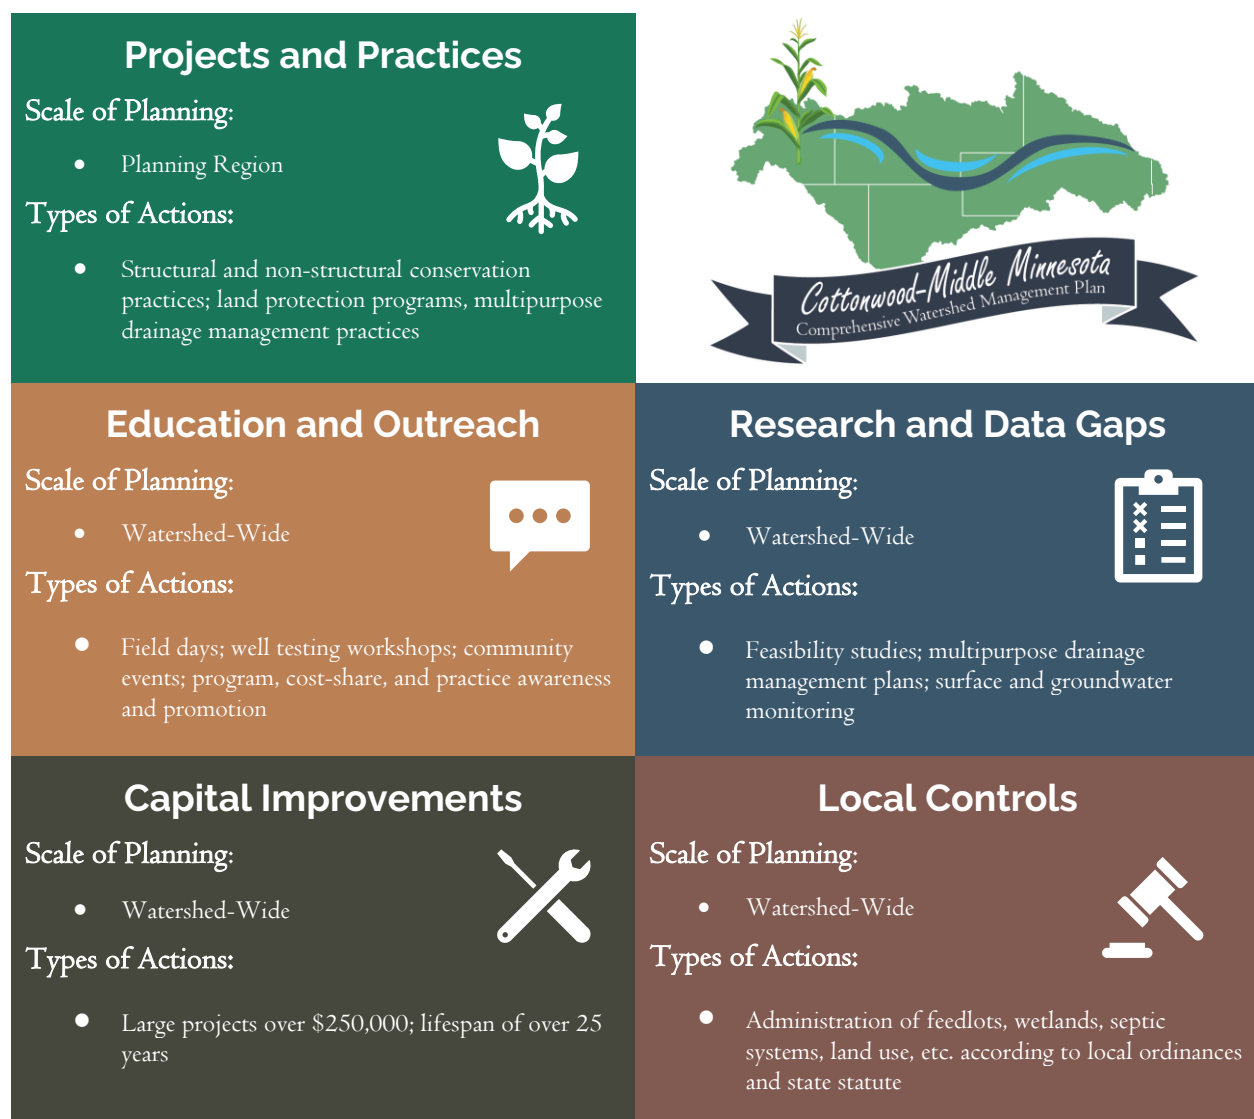 Projects and Practices
Scale of Planning:
• Planning Region
Types of Actions:
• Structural and non-structural conservation
practices; land protection programs, multipurpose
drainage management practices
Cottonwood-Middle Minnesota
Comprehensive Watershed Management Plan
Education and Outreach
Scale of Planning:
• Watershed-Wide
Types of Actions:
• Field days; well testing workshops; community
events; program, cost-share, and practice awareness
and promotion
Research and Data Gaps
Scale of Planning:
• Watershed-Wide
Types of Actions:
• Feasibility studies; multipurpose drainage
management plans; surface and groundwater
monitoring
Capital Improvements
Scale of Planning:
• Watershed-Wide
Types of Actions:
• Large projects over $250,000; lifespan of over 25
years
Local Controls
Scale of Planning:
• Watershed-Wide
Types of Actions:
• Administration of feedlots, wetlands, septic
systems, land use, etc. according to local ordinances
and state statute